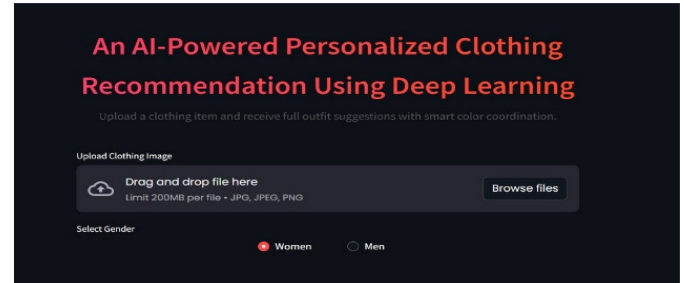 An AI-Powered Personalized Clothing
Recommendation Using Deep Learning
Upload a clothing item and receive full outfit suggestions with smart color coordination.
Upload Clothing Image
Drag and drop file here
Limit 200MB per file • JPG, JPEG, PNG
Browse files
Select Gender
Women Men